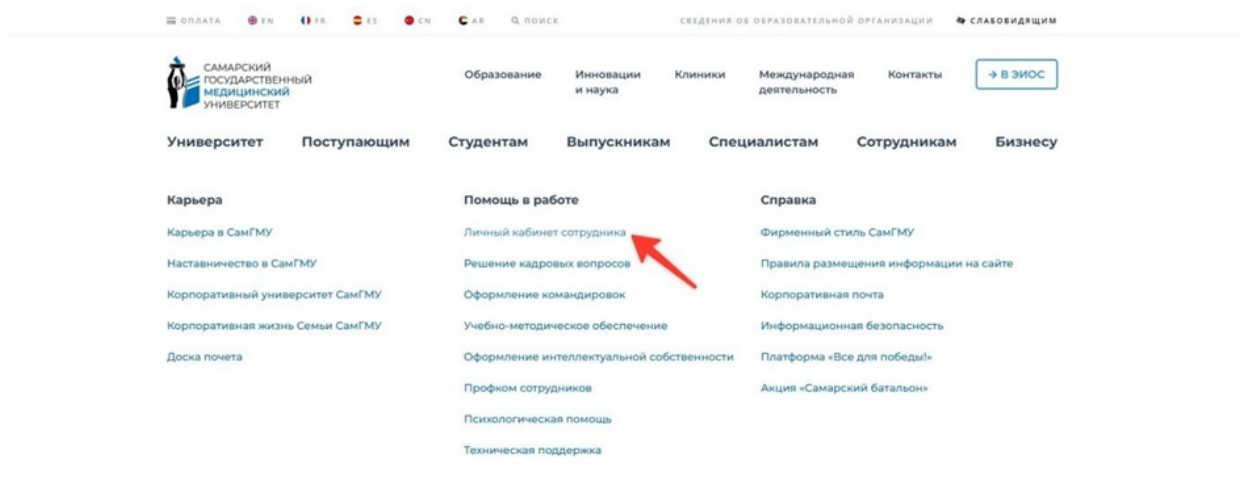 ОПЛАТА EN FR ES CN AR ПОИСК СВЕДЕНИЯ ОБ ОБРАЗОВАТЕЛЬНОЙ ОРГАНИЗАЦИИ СЛАБОВИДЯЩИМ
САМАРСКИЙ
ГОСУДАРСТВЕННЫЙ
МЕДИЦИНСКИЙ
УНИВЕРСИТЕТ
Образование
Инновации
и наука
Клиники
Международная
деятельность
Контакты
→ В ЭИОС
Университет Поступающим Студентам Выпускникам Специалистам Сотрудникам Бизнесу
Карьера
Карьера в СамГМУ
Наставничество в СамГМУ
Корпоративный университет СамГМУ
Корпоративная жизнь Семьи СамГМУ
Доска почета
Помощь в работе
Личный кабинет сотрудника
Решение кадровых вопросов
Оформление командировок
Учебно-методическое обеспечение
Оформление интеллектуальной собственности
Профком сотрудников
Психологическая помощь
Техническая поддержка
Справка
Фирменный стиль СамГМУ
Правила размещения информации на сайте
Корпоративная почта
Информационная безопасность
Платформа «Все для победы!»
Акция «Самарский батальон»